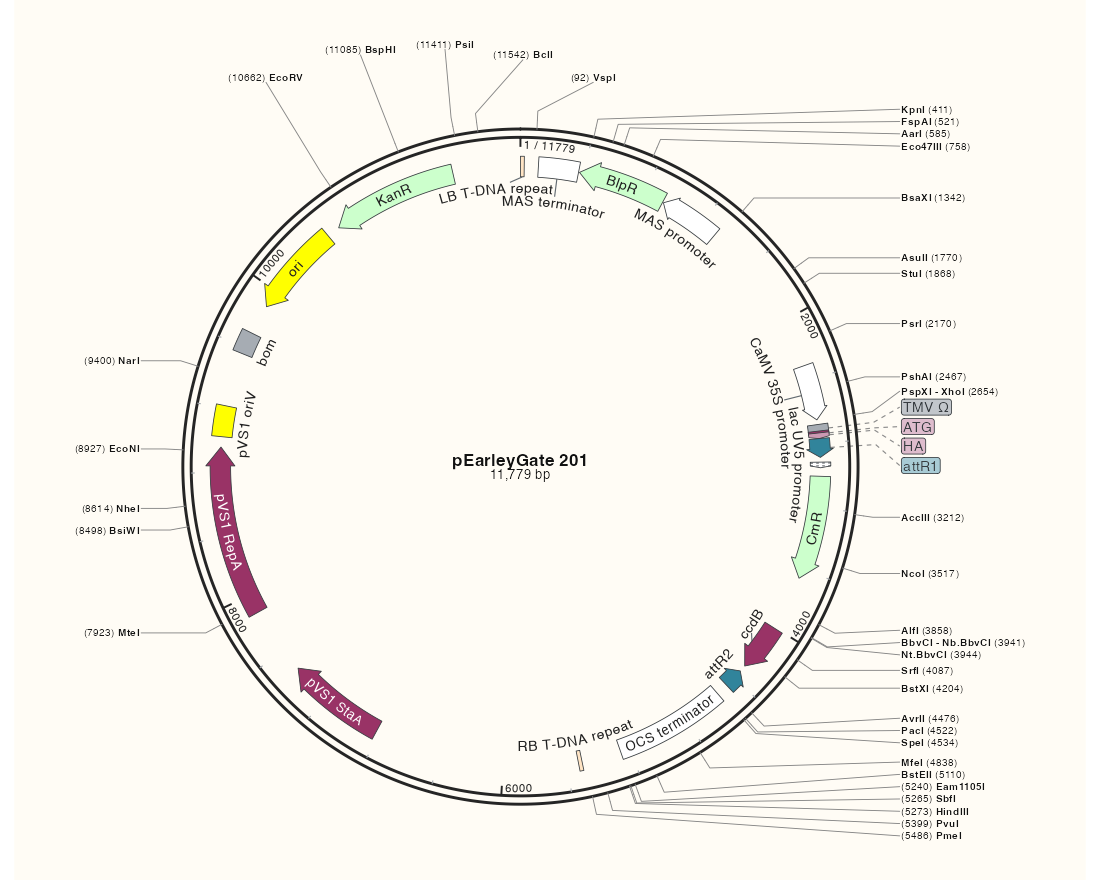 (11411) PsiI
(11085) BspHI
(11542) BclI
(10662) EcoRV
(92) VspI
KpnI (411)
FspAI (521)
AarI (585)
Eco47III (758)
BsaXI (1342)
AsuII (1770)
StuI (1868)
PsrI (2170)
PshAI (2467)
PspXI - XhoI (2654)
TMV Ω
ATG
HA
attR1
AccIII (3212)
NcoI (3517)
AlfI (3858)
BbvCI - Nb.BbvCI (3941)
Nt.BbvCI (3944)
SrfI (4087)
BstXI (4204)
AvrII (4476)
PacI (4522)
SpeI (4534)
MfeI (4838)
BstEII (5110)
(5240) Eam1105I
(5265) SbfI
(5273) HindIII
(5399) PvuI
(5486) PmeI
(9400) NarI
(8927) EcoNI
(8614) NheI
(8498) BsiWI
(7923) MteI
1 / 11779
2000
4000
6000
8000
10000
LB T-DNA repeat
MAS terminator
BlpR
MAS promoter
CaMV 35S promoter
lac UV5 promoter
CmR
ccdB
attR2
OCS terminator
RB T-DNA repeat
pVS1 StaA
pVS1 RepA
pVS1 oriV
bom
ori
KanR
pEarleyGate 201
11,779 bp